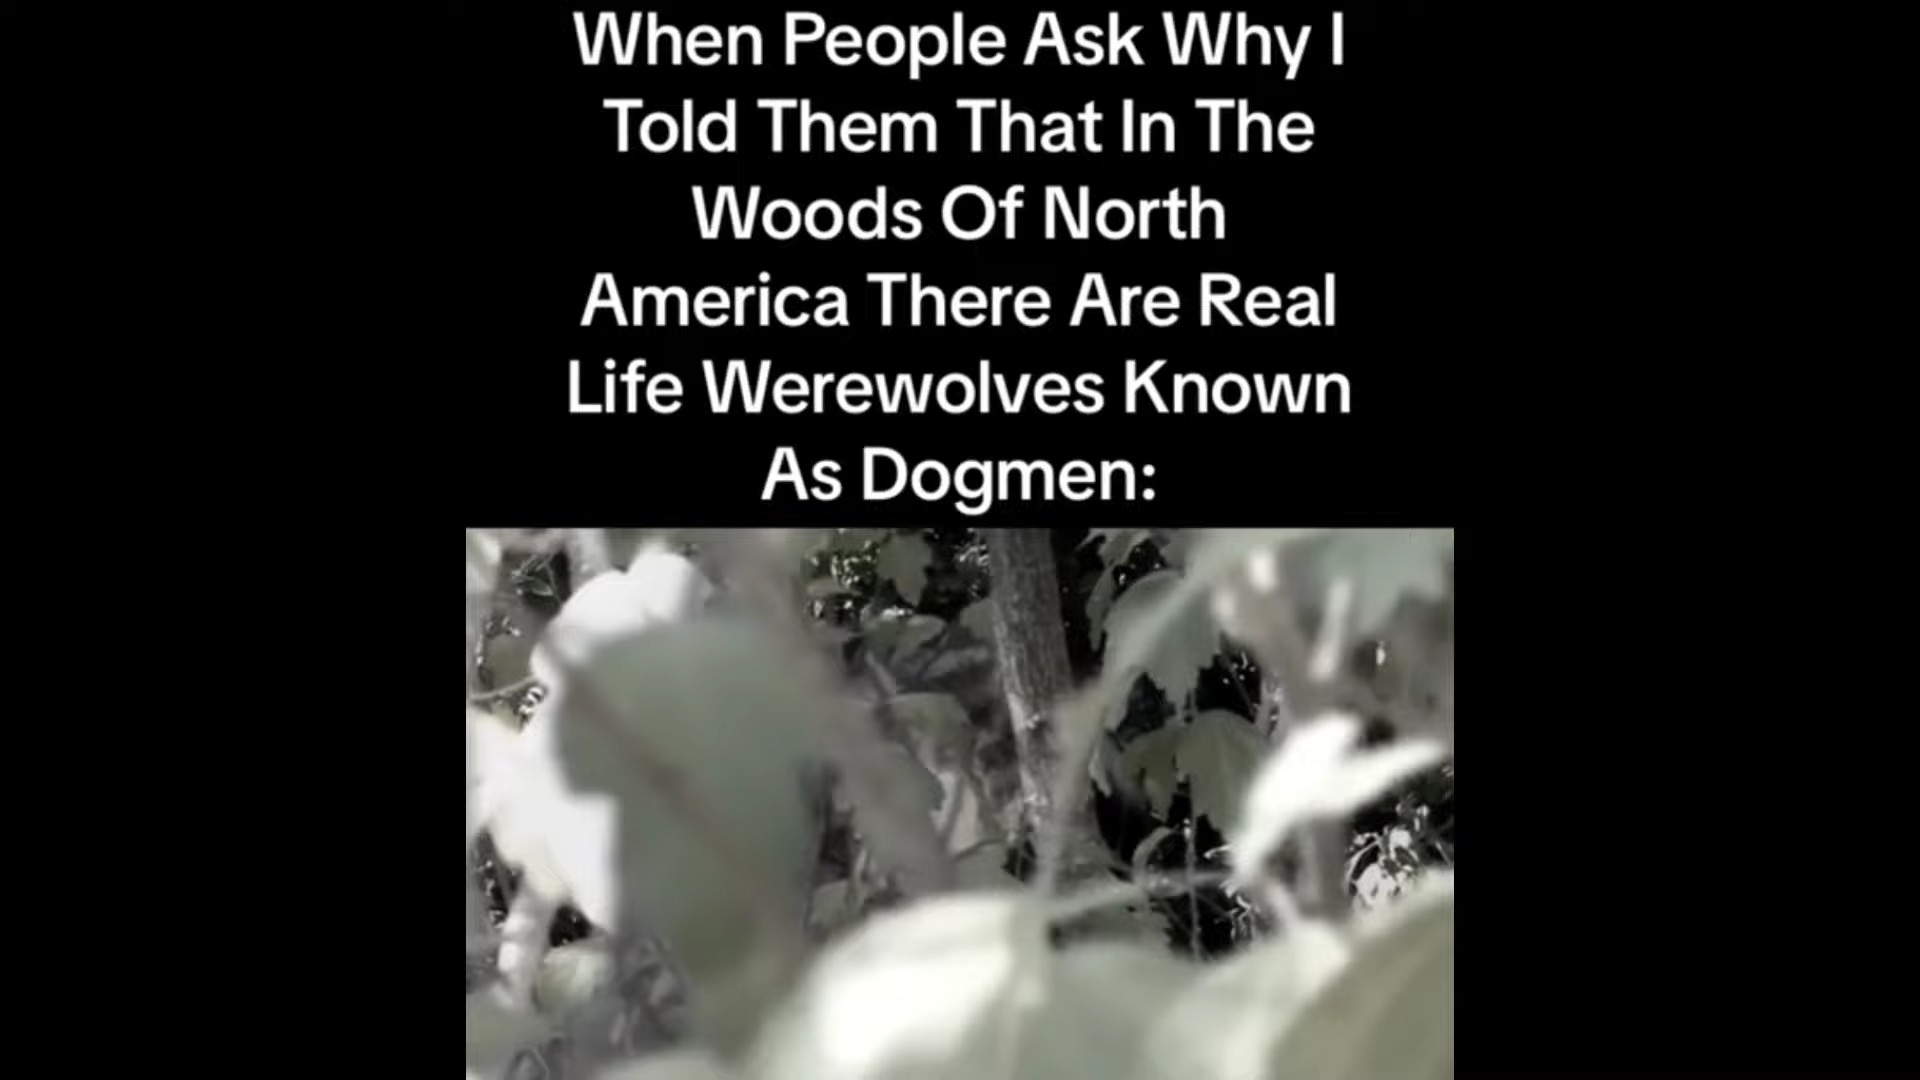 When People Ask Why I
Told Them That In The
Woods Of North
America There Are Real
Life Werewolves Known
As Dogmen: